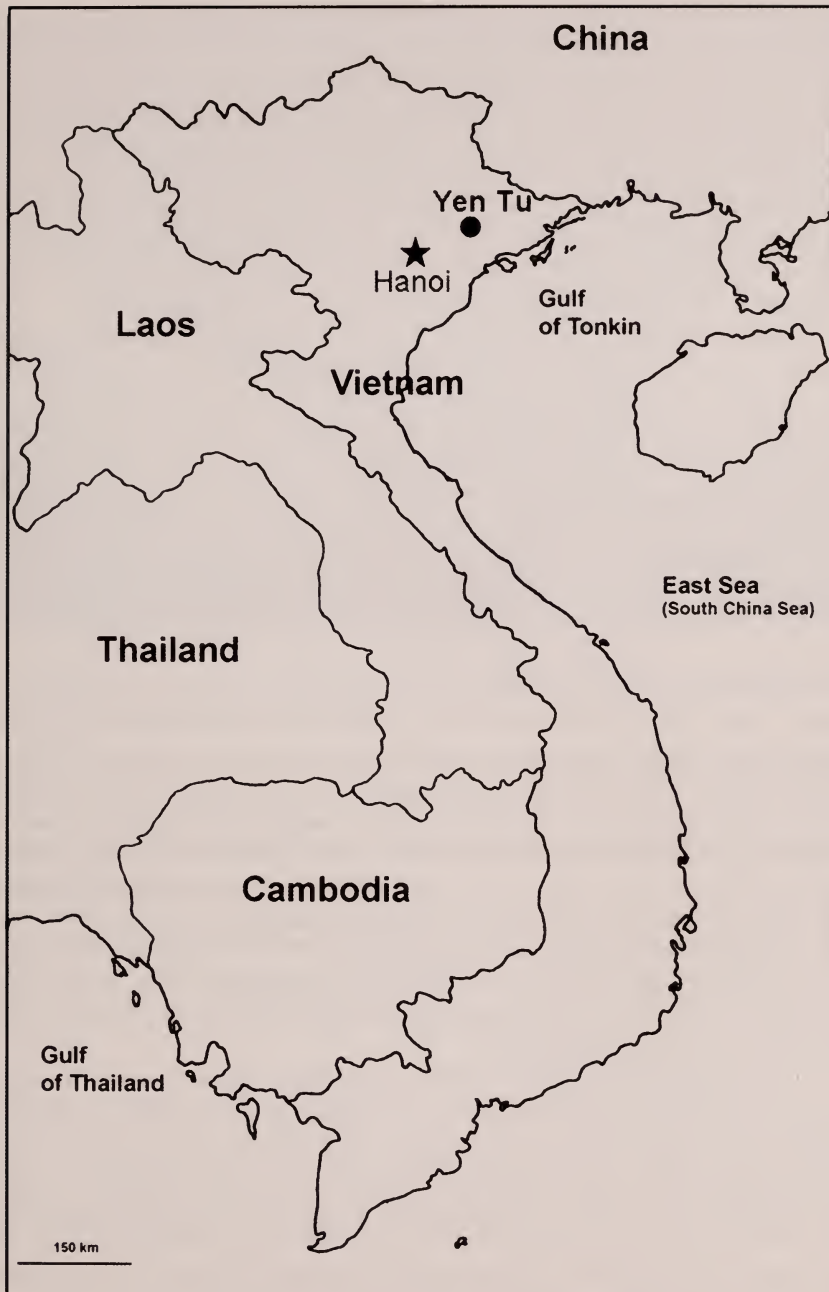 China
Yen Tu
Hanoi
Gulf
of Tonkin
Laos
Vietnam
East Sea
(South China Sea)
Thailand
Cambodia
Gulf
of Thailand
150 km